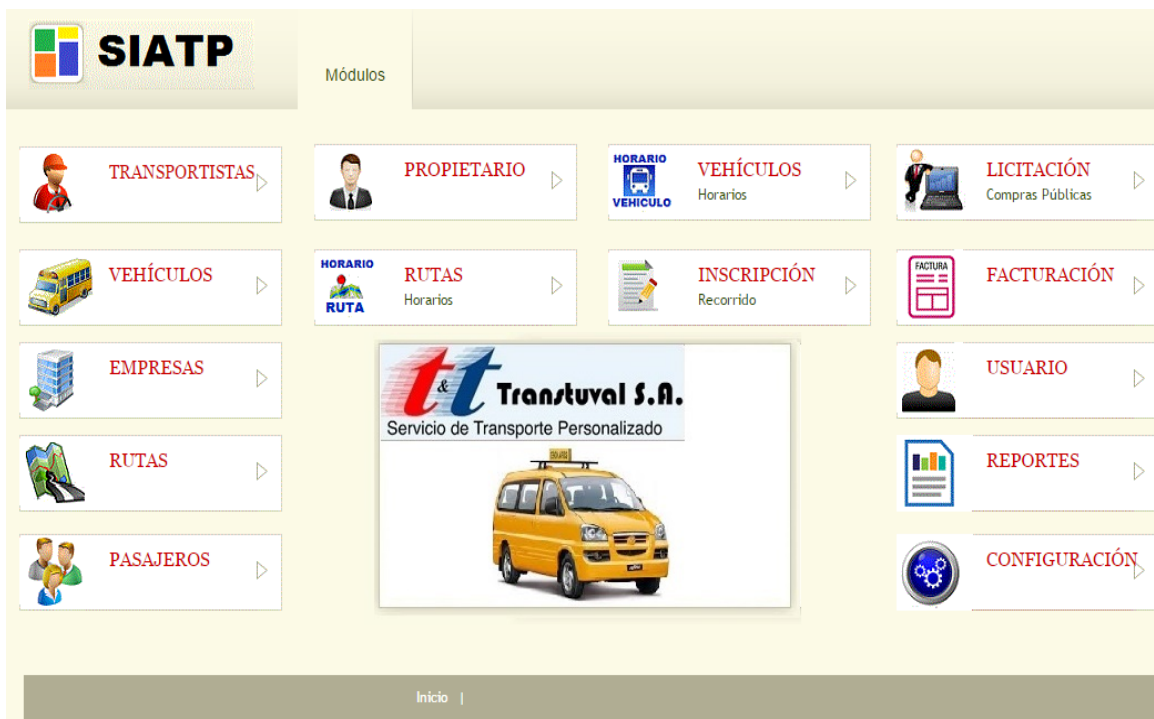 SIATP
Módulos
TRANSPORTISTAS
PROPIETARIO
HORARIO
VEHICULO
VEHÍCULOS
Horarios
LICITACIÓN
Compras Públicas
VEHÍCULOS
HORARIO
RUTA
RUTAS
Horarios
INSCRIPCIÓN
Recorrido
FACTURA
FACTURACIÓN
EMPRESAS
t&t Transtuval S.A.
Servicio de Transporte Personalizado
USUARIO
RUTAS
REPORTES
PASAJEROS
CONFIGURACIÓN
Inicio |